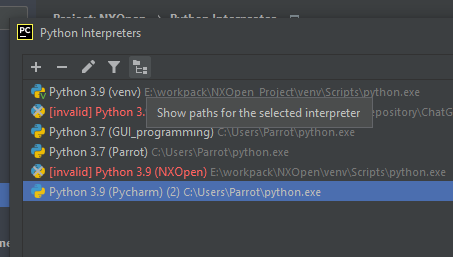 Project: NXOpen > Python Interpreter
PC Python Interpreters
Python 3.9 (venv) E:\workpack\NXOpen_Project\venv\Scripts\python.exe
[invalid] Python 3. epository\ChatG
Show paths for the selected interpreter
Python 3.7 (GUI_programming) C:\Users\Parrot\python.exe
Python 3.7 (Parrot) C:\Users\Parrot\python.exe
[invalid] Python 3.9 (NXOpen) E:\workpack\NXOpen\venv\Scripts\python.exe
Python 3.9 (Pycharm) (2) C:\Users\Parrot\python.exe
ne